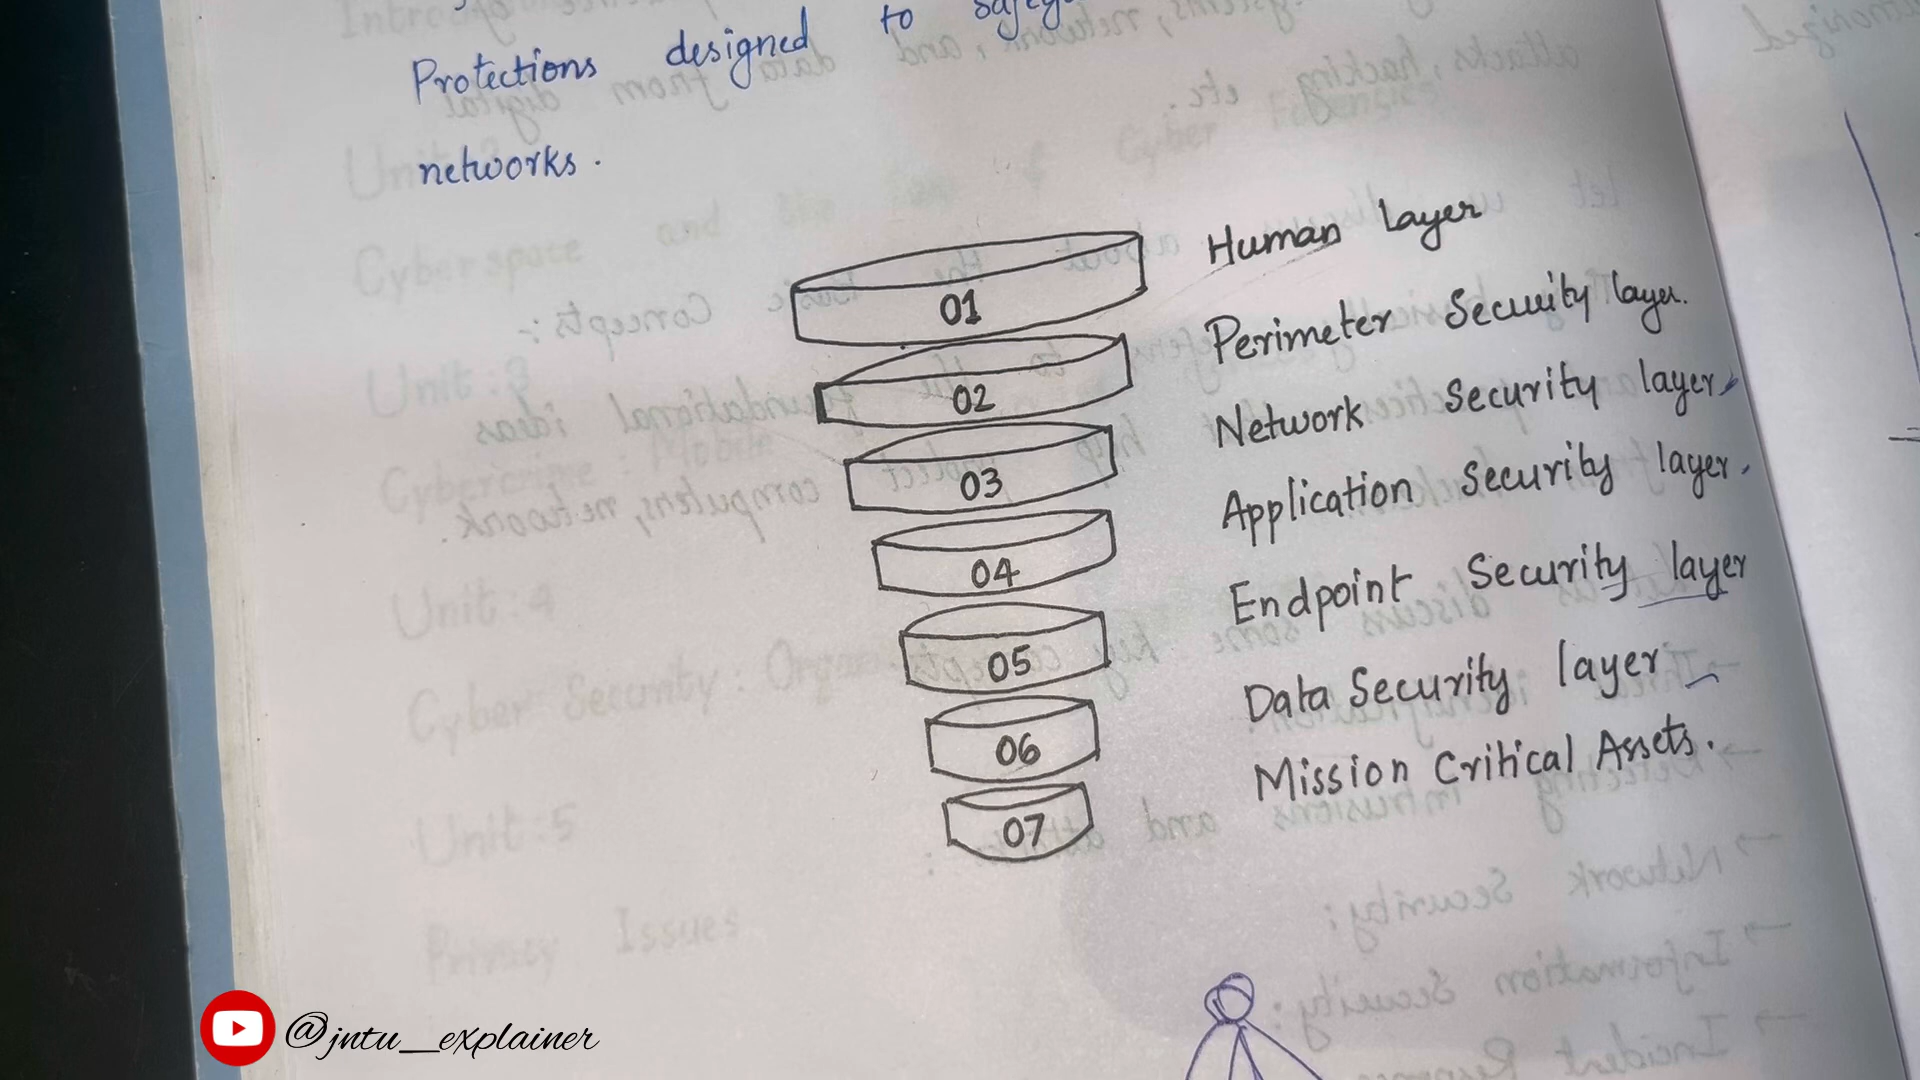 Protections designed to
networks.
Human Layer
01
Perimeter Security layer.
02
Network Security layer
03
Application Security layer.
04
Endpoint Security layer
05
Data Security layer
06
Mission Critical Assets.
07
@jntu_explainer